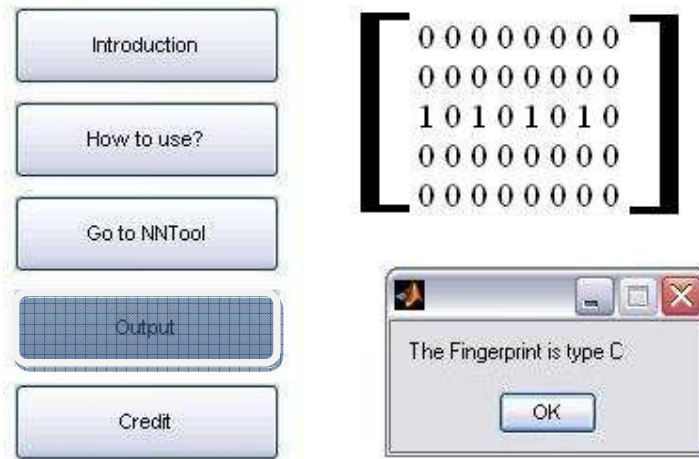 Introduction
How to use?
Go to NNTool
Output
Credit
0 0 0 0 0 0 0 0
0 0 0 0 0 0 0 0
1 0 1 0 1 0 1 0
0 0 0 0 0 0 0 0
0 0 0 0 0 0 0 0
The Fingerprint is type C
OK